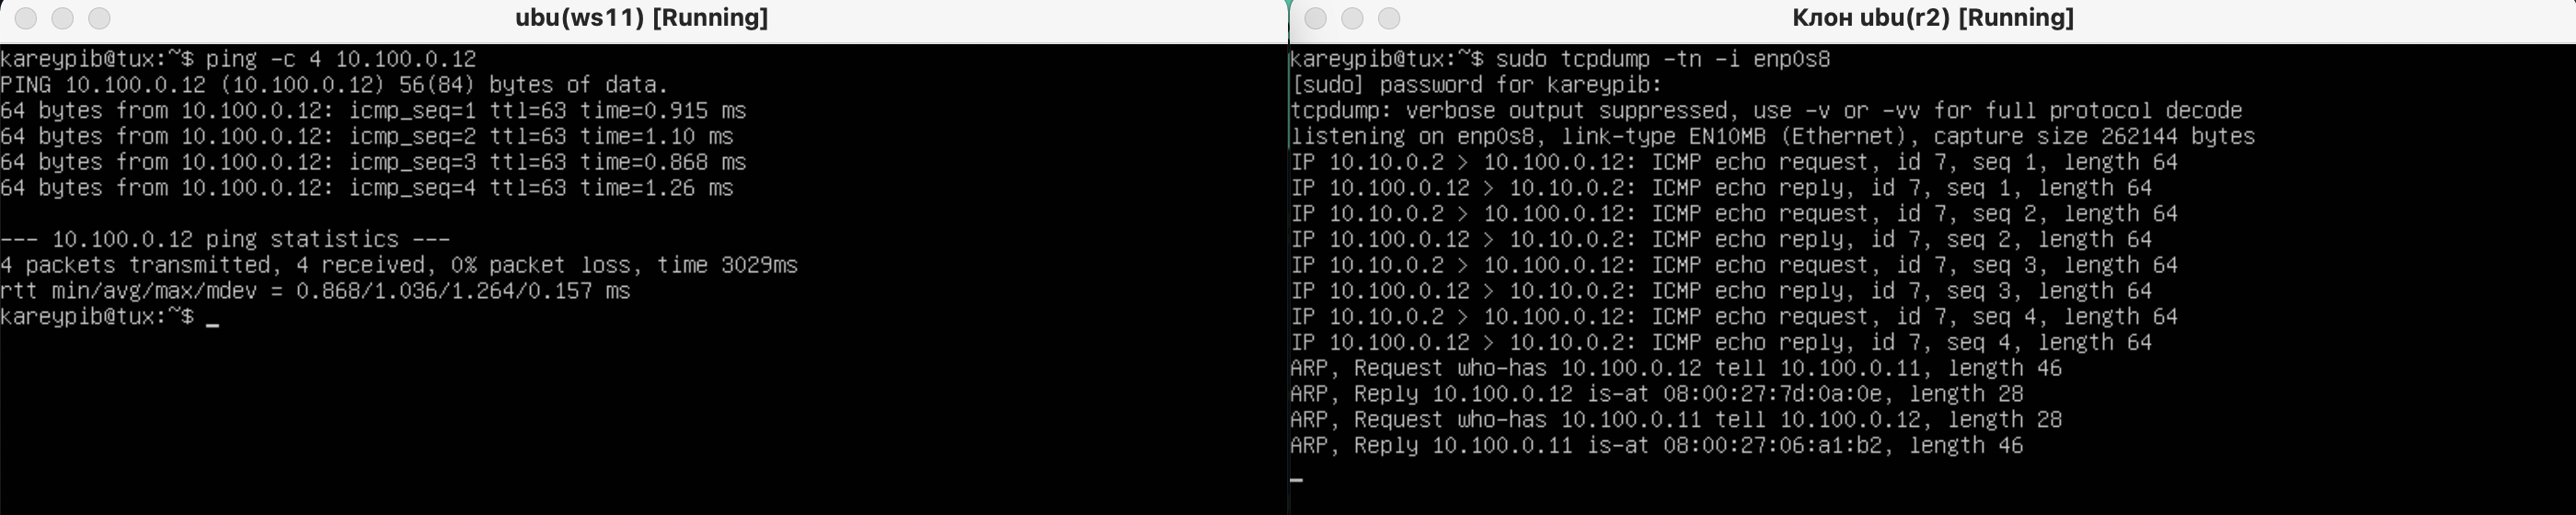 ubu(ws11) [Running]
kareypib@tux:~$ ping -c 4 10.100.0.12
PING 10.100.0.12 (10.100.0.12) 56(84) bytes of data.
64 bytes from 10.100.0.12: icmp_seq=1 ttl=63 time=0.915 ms
64 bytes from 10.100.0.12: icmp_seq=2 ttl=63 time=1.10 ms
64 bytes from 10.100.0.12: icmp_seq=3 ttl=63 time=0.868 ms
64 bytes from 10.100.0.12: icmp_seq=4 ttl=63 time=1.26 ms
--- 10.100.0.12 ping statistics ---
4 packets transmitted, 4 received, 0% packet loss, time 3029ms
rtt min/avg/max/mdev = 0.868/1.036/1.264/0.157 ms
kareypib@tux:~$ _
Клон ubu(r2) [Running]
kareypib@tux:~$ sudo tcpdump -tn -i enp0s8
[sudo] password for kareypib:
tcpdump: verbose output suppressed, use -v or -vv for full protocol decode
listening on enp0s8, link-type EN10MB (Ethernet), capture size 262144 bytes
IP 10.10.0.2 > 10.100.0.12: ICMP echo request, id 7, seq 1, length 64
IP 10.100.0.12 > 10.10.0.2: ICMP echo reply, id 7, seq 1, length 64
IP 10.10.0.2 > 10.100.0.12: ICMP echo request, id 7, seq 2, length 64
IP 10.100.0.12 > 10.10.0.2: ICMP echo reply, id 7, seq 2, length 64
IP 10.10.0.2 > 10.100.0.12: ICMP echo request, id 7, seq 3, length 64
IP 10.100.0.12 > 10.10.0.2: ICMP echo reply, id 7, seq 3, length 64
IP 10.10.0.2 > 10.100.0.12: ICMP echo request, id 7, seq 4, length 64
IP 10.100.0.12 > 10.10.0.2: ICMP echo reply, id 7, seq 4, length 64
ARP, Request who-has 10.100.0.12 tell 10.100.0.11, length 46
ARP, Reply 10.100.0.12 is-at 08:00:27:7d:0a:0e, length 28
ARP, Request who-has 10.100.0.11 tell 10.100.0.12, length 28
ARP, Reply 10.100.0.11 is-at 08:00:27:06:a1:b2, length 46
_